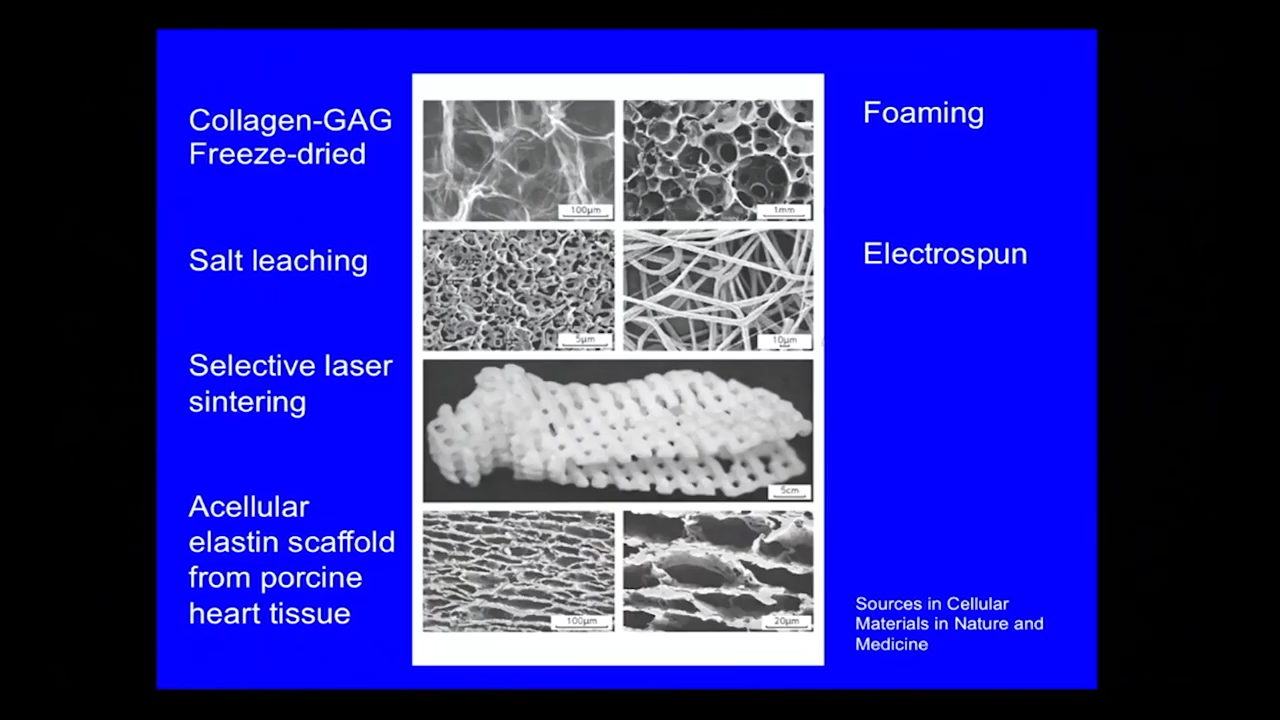 Collagen-GAG
Freeze-dried
Foaming
100µm
1mm
Salt leaching
Electrospun
5µm
10µm
Selective laser
sintering
5cm
Acellular
elastin scaffold
from porcine
heart tissue
100µm
20µm
Sources in Cellular
Materials in Nature and
Medicine